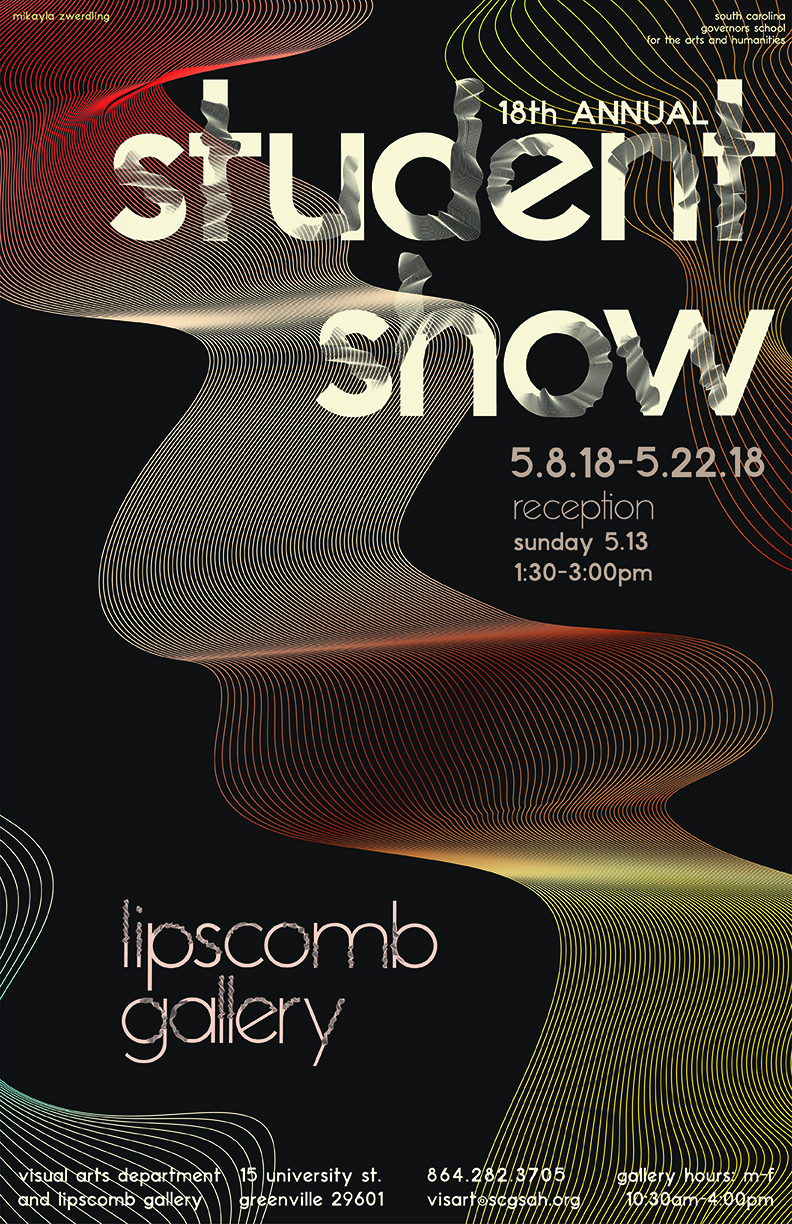 mikayla zwerdling
south carolina
governors school
for the arts and humanities
18th ANNUAL
student
show
5.8.18-5.22.18
reception
sunday 5.13
1:30-3:00pm
lipscomb
gallery
visual arts department
and lipscomb gallery
15 university st.
greenville 29601
864.282.3705
visart@scgsah.org
gallery hours: m-f
10:30am-4:00pm